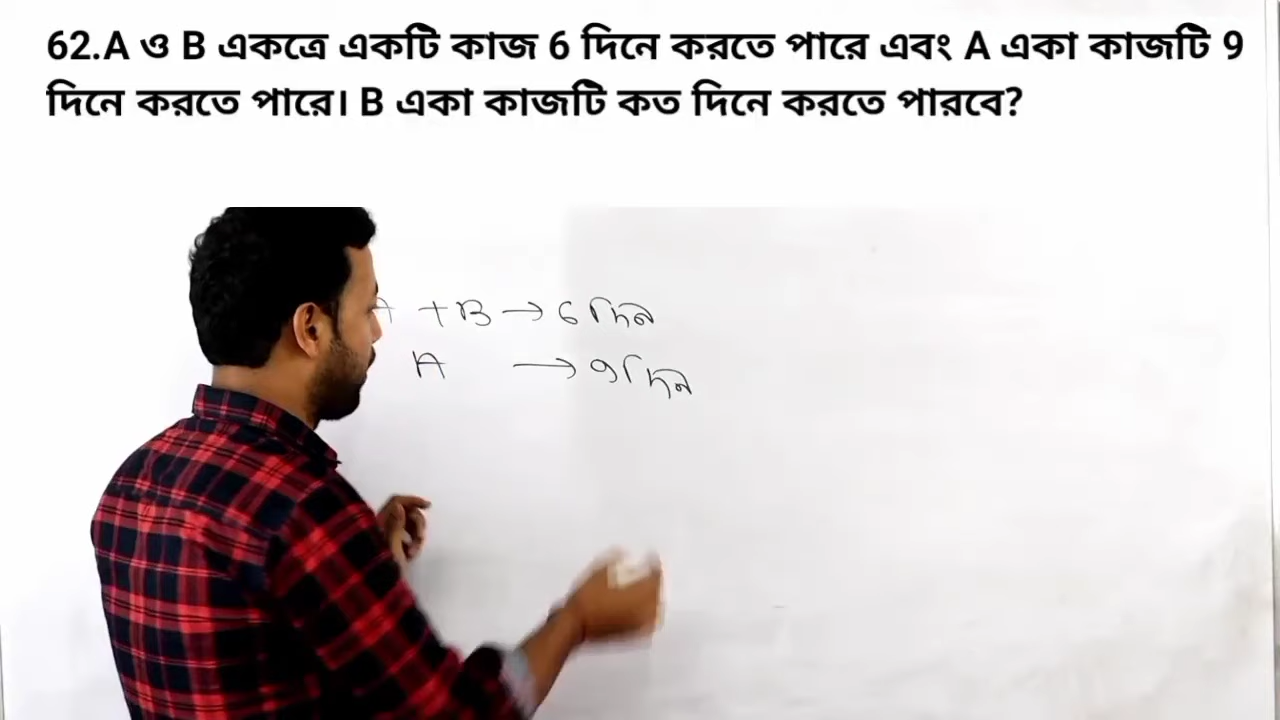 62.A ও B একত্রে একটি কাজ 6 দিনে করতে পারে এবং A একা কাজটি 9
দিনে করতে পারে। B একা কাজটি কত দিনে করতে পারবে?
A + B → 6 দিন
A → 9 দিন